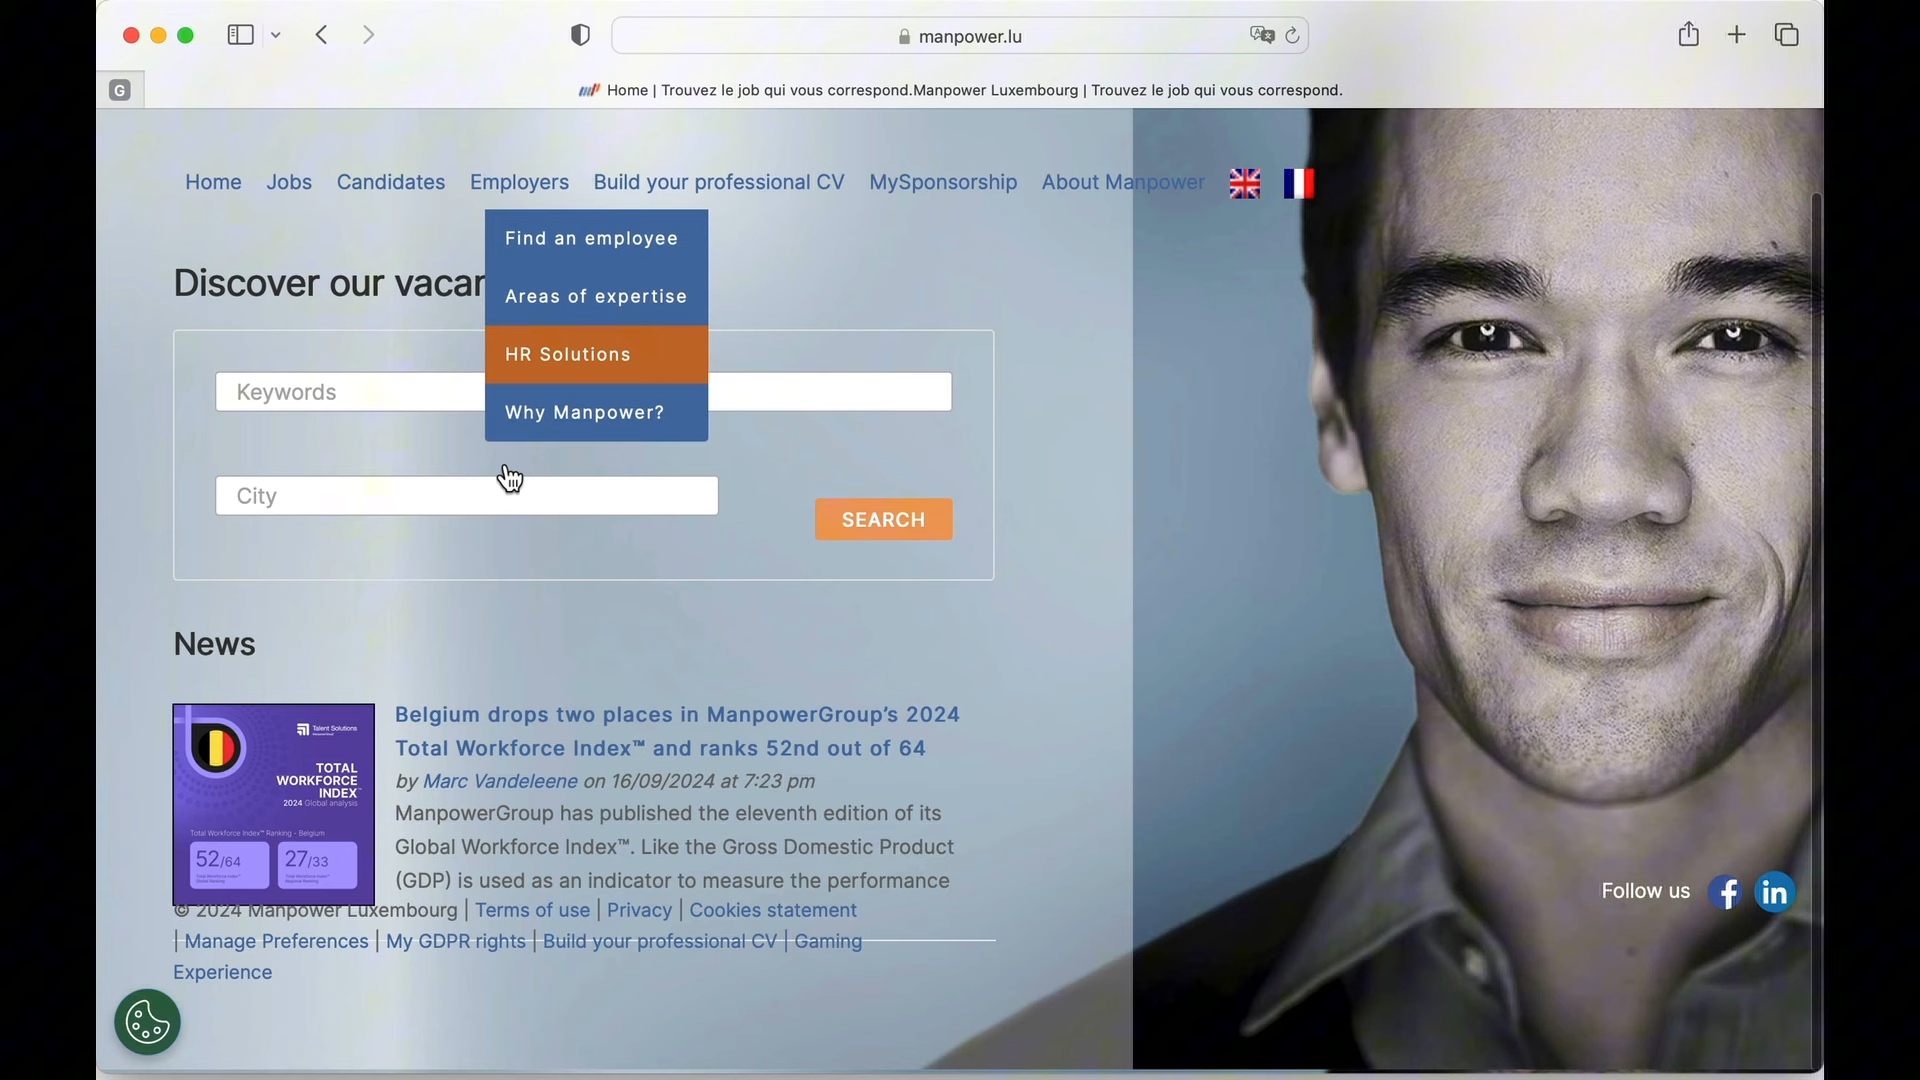 manpower.lu
G
Home | Trouvez le job qui vous correspond.Manpower Luxembourg | Trouvez le job qui vous correspond.
Home Jobs Candidates Employers Build your professional CV MySponsorship About Manpower
Find an employee
Discover our vacan
Areas of expertise
HR Solutions
Keywords
Why Manpower?
City
SEARCH
News
Belgium drops two places in ManpowerGroup's 2024
Total Workforce Index™ and ranks 52nd out of 64
by Marc Vandeleene on 16/09/2024 at 7:23 pm
ManpowerGroup has published the eleventh edition of its
Global Workforce Index™. Like the Gross Domestic Product
(GDP) is used as an indicator to measure the performance
Talent Solutions
TOTAL
WORKFORCE
INDEX™
2024 Global analysis
Total Workforce Index™ Ranking - Belgium
52/64
27/33
© 2024 Manpower Luxembourg | Terms of use | Privacy | Cookies statement
| Manage Preferences | My GDPR rights | Build your professional CV | Gaming
Experience
Follow us
f
in